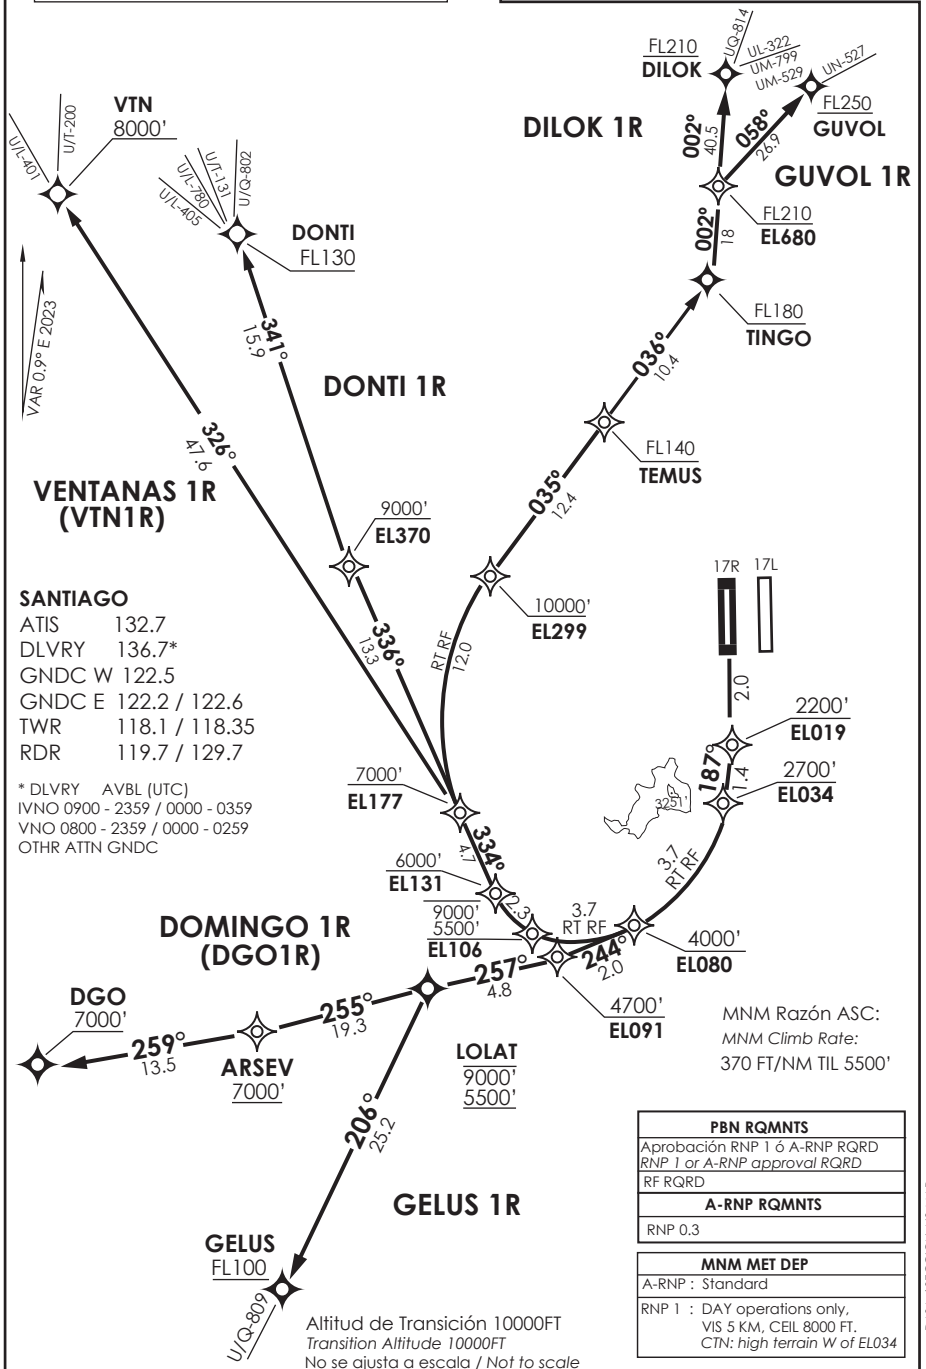 UQ-814
FL210
DILOK
UL-322
UM-799
UM-529
UN-527
FL250
GUVOL
DILOK 1R
002°
40.5
058°
26.9
GUVOL 1R
VTN
8000'
U/L-401
U/T-200
U/T-131
U/L-780
U/L-405
U/Q-802
DONTI
FL130
FL210
EL680
002°
18
VAR 0.9° E 2023
341°
15.9
FL180
TINGO
DONTI 1R
036°
10.4
326°
47.6
FL140
TEMUS
VENTANAS 1R
(VTN1R)
035°
12.4
9000'
EL370
17R 17L
SANTIAGO
ATIS 132.7
DLVRY 136.7*
GNDC W 122.5
GNDC E 122.2 / 122.6
TWR 118.1 / 118.35
RDR 119.7 / 129.7
* DLVRY AVBL (UTC)
IVNO 0900 - 2359 / 0000 - 0359
VNO 0800 - 2359 / 0000 - 0259
OTHR ATTN GNDC
10000'
EL299
336°
13.3
RT RF
12.0
2.0
2200'
EL019
187°
1.4
2700'
EL034
7000'
EL177
3251'
334°
4.7
3.7
RT RF
6000'
EL131
2.3
9000'
5500'
EL106
3.7
RT RF
4000'
EL080
DOMINGO 1R
(DGO1R)
244°
2.0
257°
4.8
4700'
EL091
DGO
7000'
255°
19.3
259°
13.5
ARSEV
7000'
LOLAT
9000'
5500'
MNM Razón ASC:
MNM Climb Rate:
370 FT/NM TIL 5500'
206°
25.2
GELUS 1R
GELUS
FL100
U/Q-809
PBN RQMNTS
Aprobación RNP 1 ó A-RNP RQRD
RNP 1 or A-RNP approval RQRD
RF RQRD
A-RNP RQMNTS
RNP 0.3
MNM MET DEP
A-RNP : Standard
RNP 1 : DAY operations only,
VIS 5 KM, CEIL 8000 FT.
CTN: high terrain W of EL034
Altitud de Transición 10000FT
Transition Altitude 10000FT
No se ajusta a escala / Not to scale